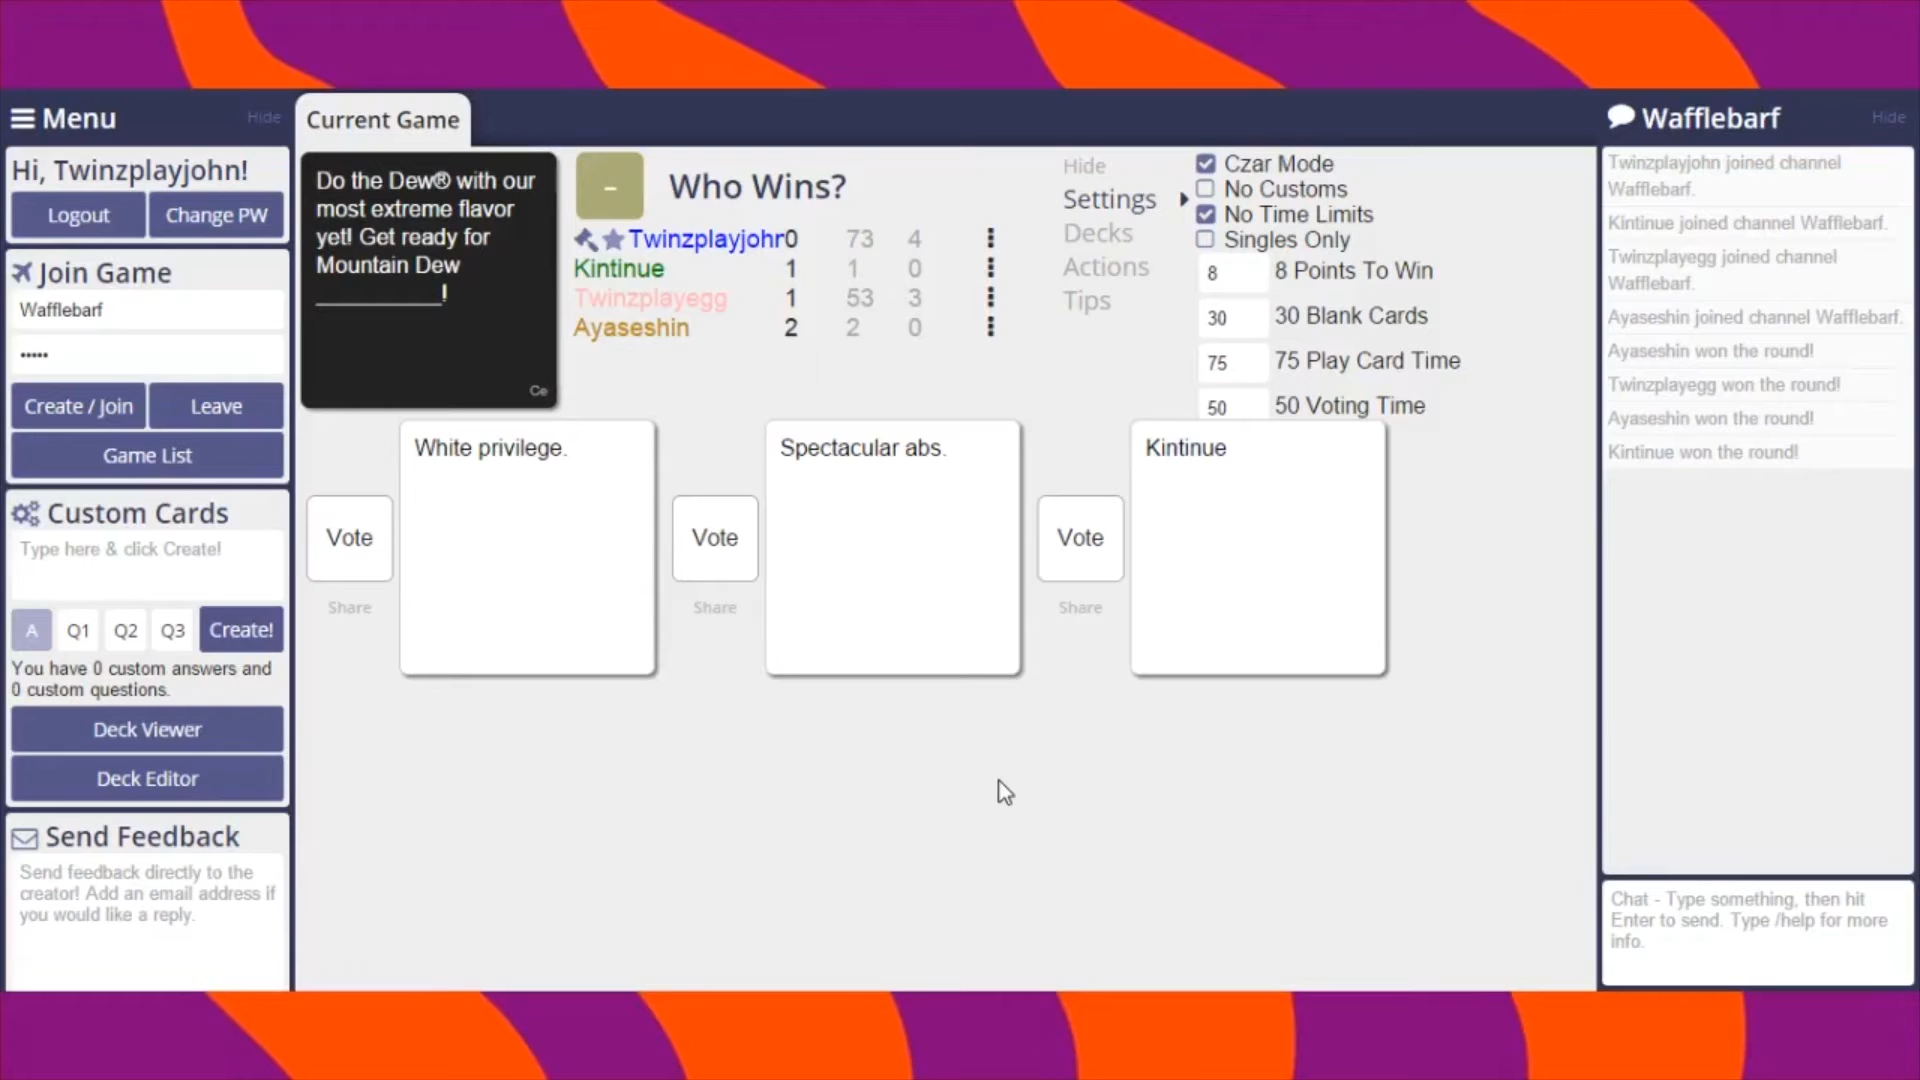 Menu
Hide
Hi, Twinzplayjohn!
Logout
Change PW
Join Game
Wafflebarf
•••••
Create / Join
Leave
Game List
Custom Cards
Type here & click Create!
A
Q1
Q2
Q3
Create!
You have 0 custom answers and
0 custom questions.
Deck Viewer
Deck Editor
Send Feedback
Send feedback directly to the
creator! Add an email address if
you would like a reply.
Current Game
Do the Dew® with our
most extreme flavor
yet! Get ready for
Mountain Dew
__________!
Ce
-
Who Wins?
Twinzplayjohn 0 73 4
Kintinue 1 1 0
Twinzplayegg 1 53 3
Ayaseshin 2 2 0
Hide
Settings
Decks
Actions
Tips
Czar Mode
No Customs
No Time Limits
Singles Only
8 8 Points To Win
30 30 Blank Cards
75 75 Play Card Time
50 50 Voting Time
Vote
Share
White privilege.
Vote
Share
Spectacular abs.
Vote
Share
Kintinue
Wafflebarf
Hide
Twinzplayjohn joined channel
Wafflebarf.
Kintinue joined channel Wafflebarf.
Twinzplayegg joined channel
Wafflebarf.
Ayaseshin joined channel Wafflebarf.
Ayaseshin won the round!
Twinzplayegg won the round!
Ayaseshin won the round!
Kintinue won the round!
Chat - Type something, then hit
Enter to send. Type /help for more
info.